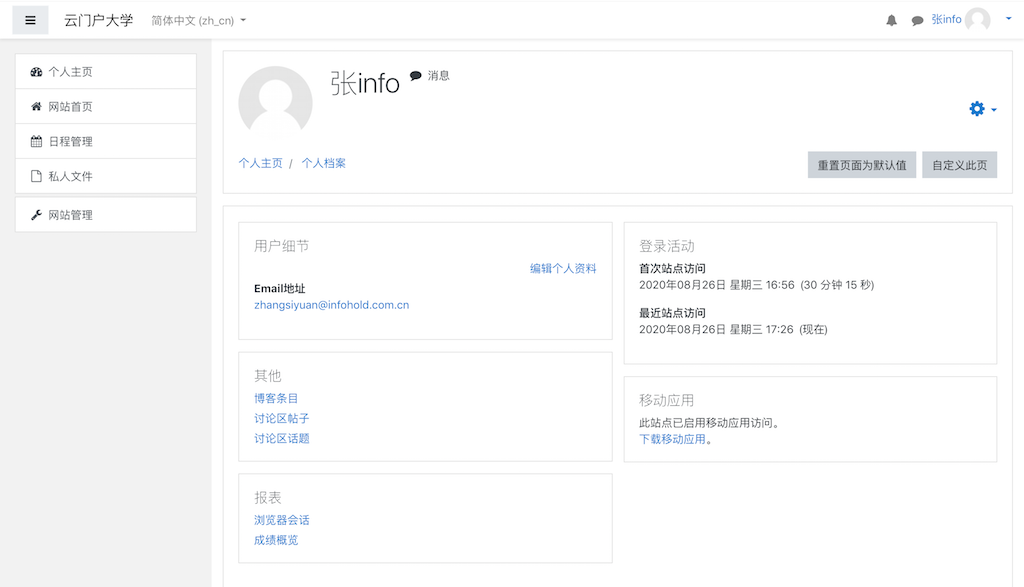 云门户大学 简体中文 (zh_cn) 张info
个人主页
网站首页
日程管理
私人文件
网站管理
张info 消息
个人主页 / 个人档案
重置页面为默认值 自定义此页
用户细节
编辑个人资料
Email地址
zhangsiyuan@infohold.com.cn
其他
博客条目
讨论区帖子
讨论区话题
报表
浏览器会话
成绩概览
登录活动
首次站点访问
2020年08月26日 星期三 16:56 (30 分钟 15 秒)
最近站点访问
2020年08月26日 星期三 17:26 (现在)
移动应用
此站点已启用移动应用访问。
下载移动应用。